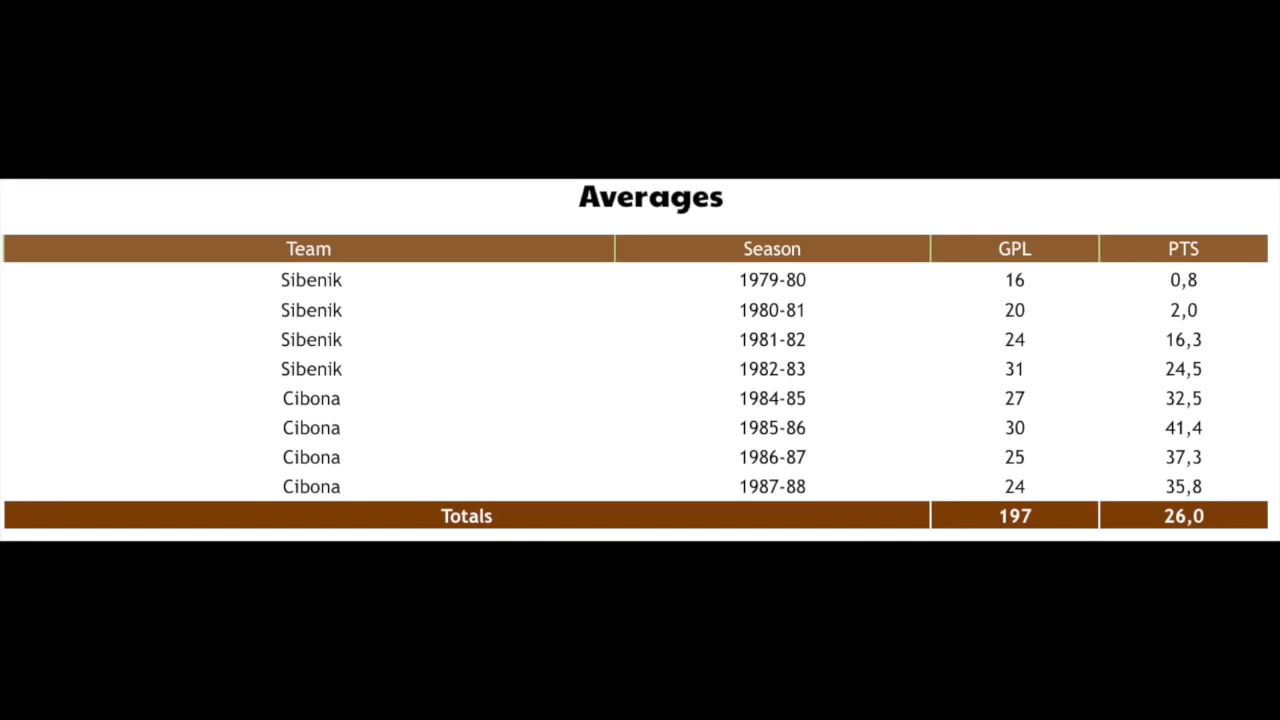 Averages
Team Season GPL PTS
Sibenik 1979-80 16 0,8
Sibenik 1980-81 20 2,0
Sibenik 1981-82 24 16,3
Sibenik 1982-83 31 24,5
Cibona 1984-85 27 32,5
Cibona 1985-86 30 41,4
Cibona 1986-87 25 37,3
Cibona 1987-88 24 35,8
Totals 197 26,0